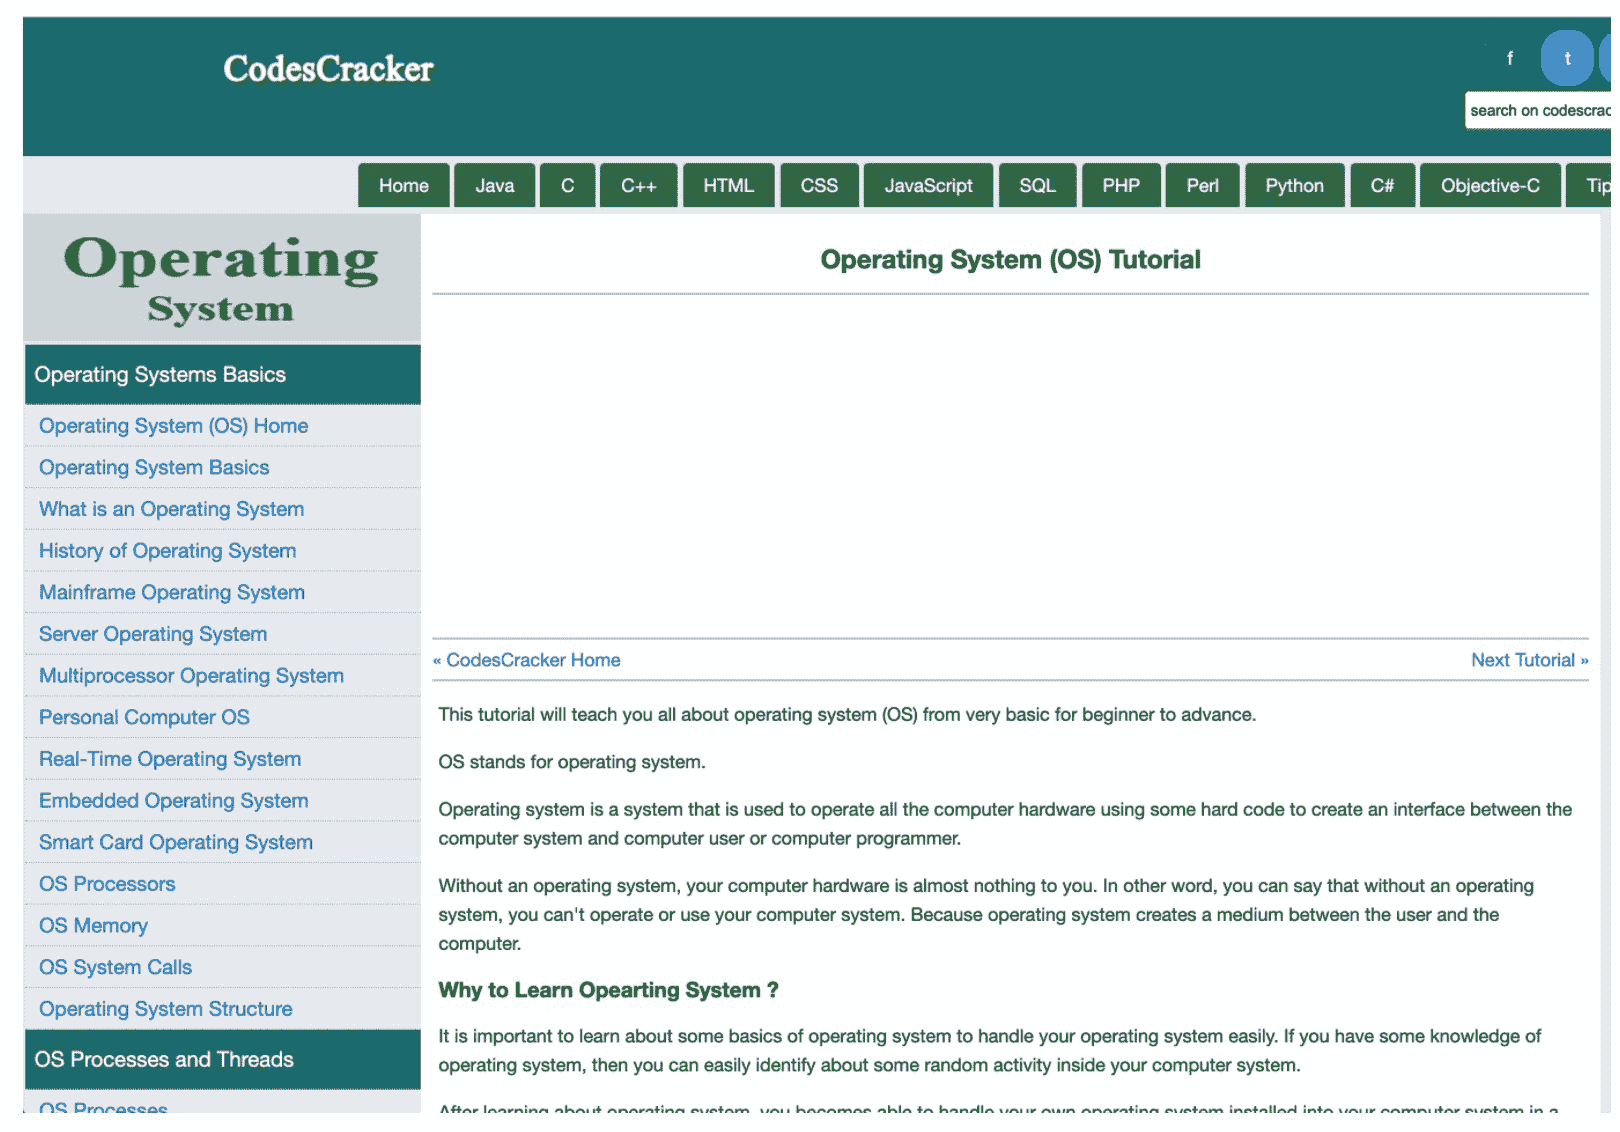 CodesCracker
f
t
search on codescrac
Home
Java
C
C++
HTML
CSS
JavaScript
SQL
PHP
Perl
Python
C#
Objective-C
Tip
Operating
System
Operating Systems Basics
Operating System (OS) Home
Operating System Basics
What is an Operating System
History of Operating System
Mainframe Operating System
Server Operating System
Multiprocessor Operating System
Personal Computer OS
Real-Time Operating System
Embedded Operating System
Smart Card Operating System
OS Processors
OS Memory
OS System Calls
Operating System Structure
OS Processes and Threads
OS Processes
Operating System (OS) Tutorial
« CodesCracker Home
Next Tutorial »
This tutorial will teach you all about operating system (OS) from very basic for beginner to advance.
OS stands for operating system.
Operating system is a system that is used to operate all the computer hardware using some hard code to create an interface between the
computer system and computer user or computer programmer.
Without an operating system, your computer hardware is almost nothing to you. In other word, you can say that without an operating
system, you can't operate or use your computer system. Because operating system creates a medium between the user and the
computer.
Why to Learn Opearting System ?
It is important to learn about some basics of operating system to handle your operating system easily. If you have some knowledge of
operating system, then you can easily identify about some random activity inside your computer system.
After learning about operating system, you becomes able to handle your own operating system installed into your computer system in a